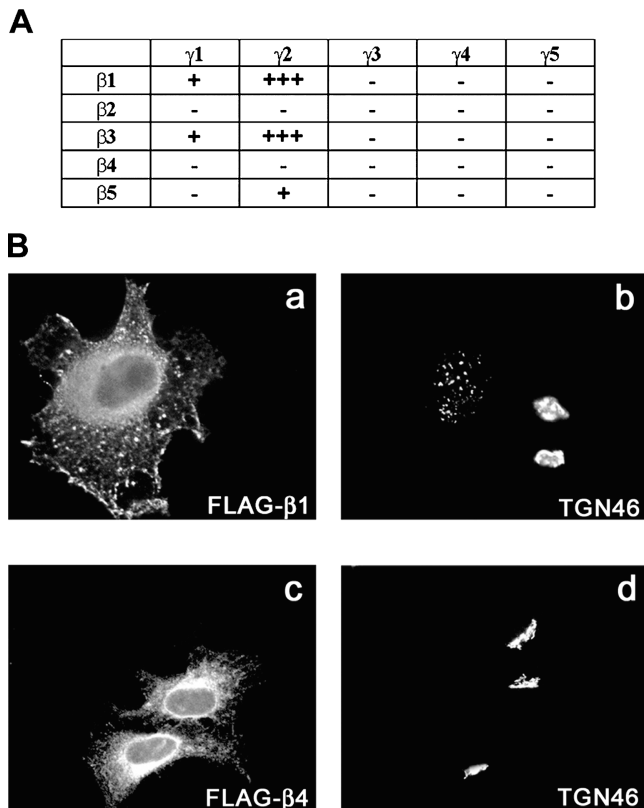 A
γ1 γ2 γ3 γ4 γ5
β1 + +++ - - -
β2 - - - - -
β3 + +++ - - -
β4 - - - - -
β5 - + - - -
B
a b
FLAG-β1 TGN46
c d
FLAG-β4 TGN46